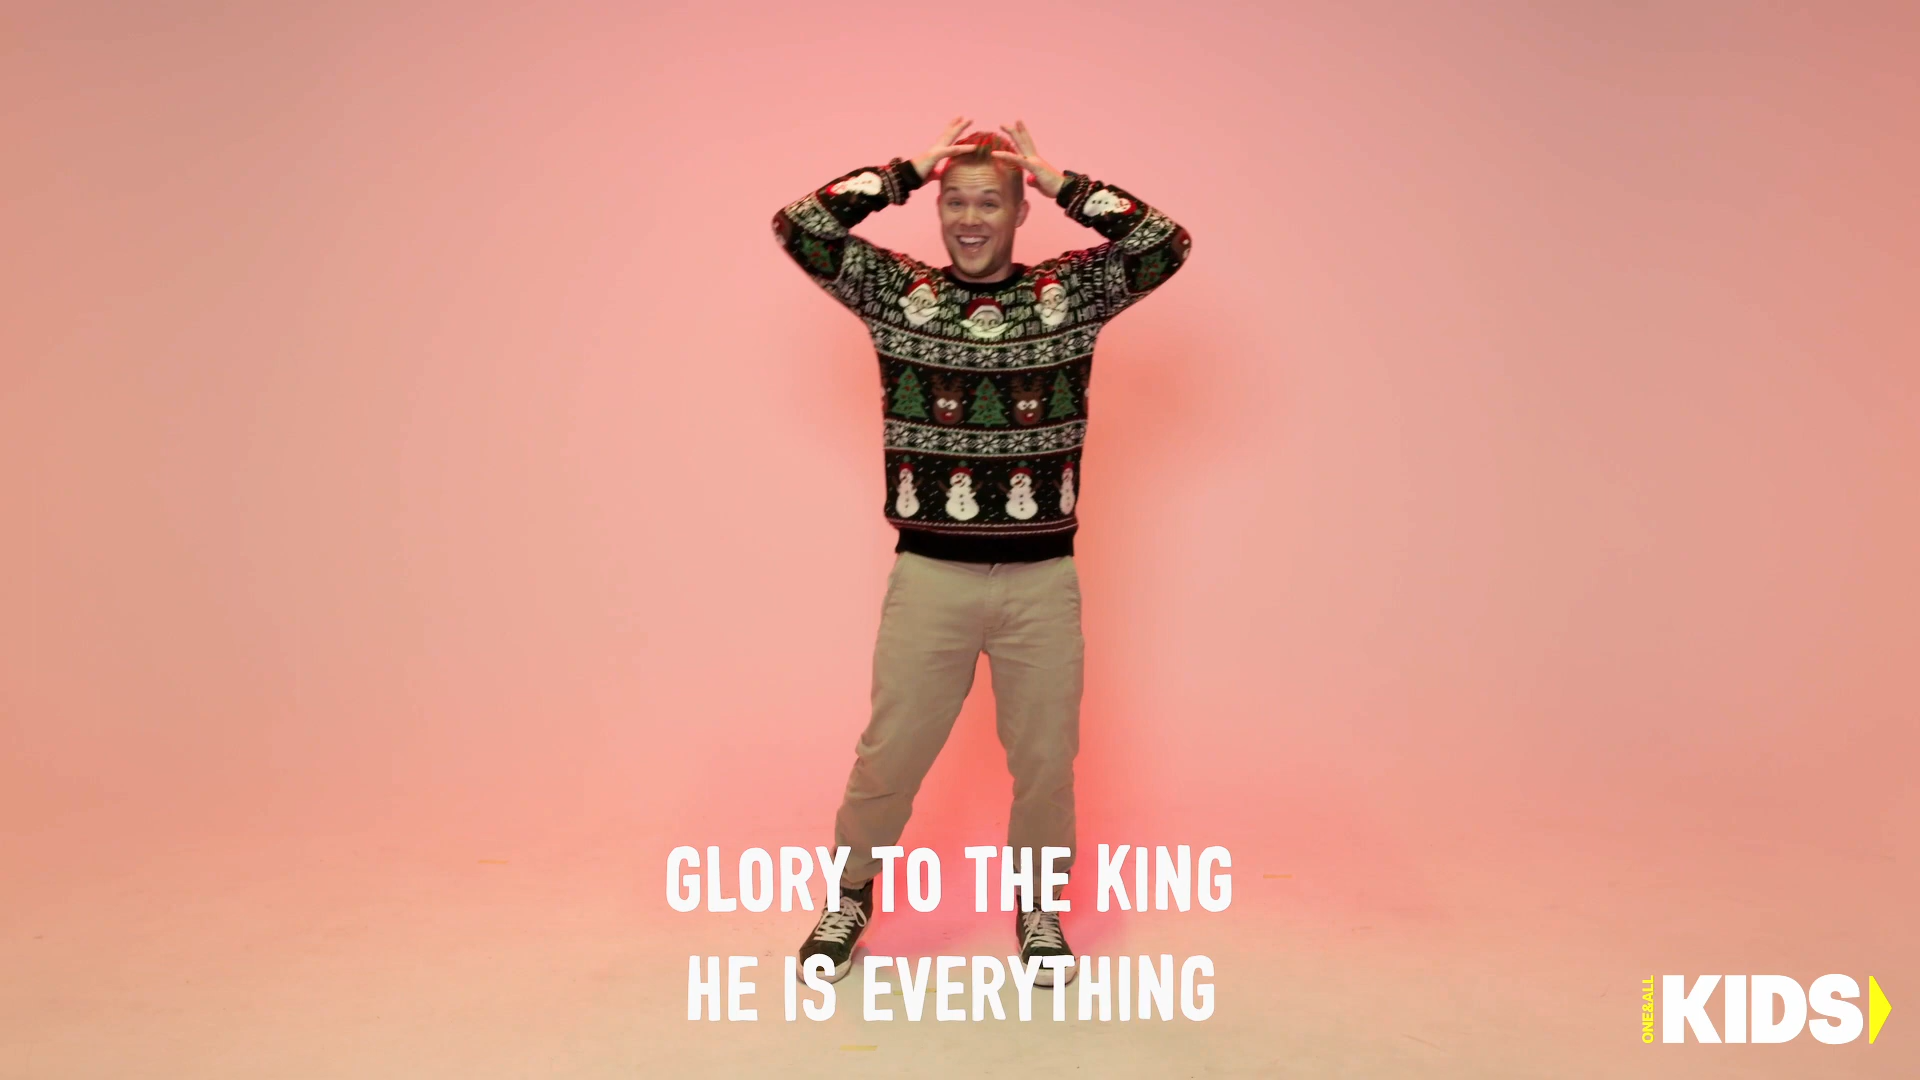 GLORY TO THE KING
HE IS EVERYTHING
ONE&ALL
KIDS